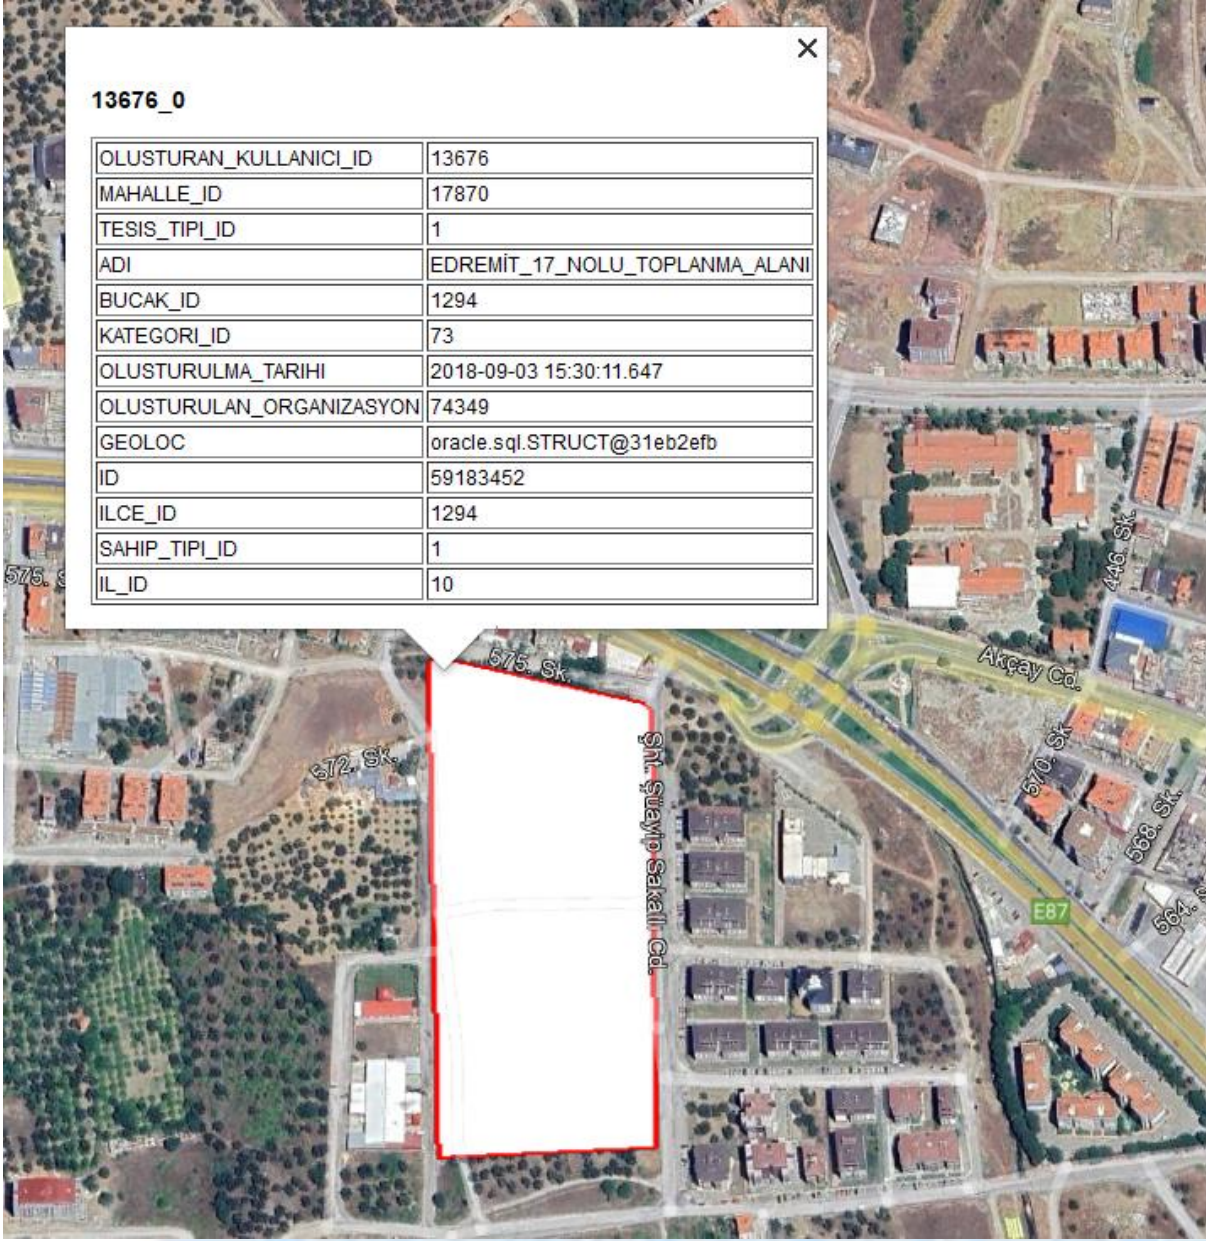 13676_0
OLUSTURAN_KULLANICI_ID 13676
MAHALLE_ID 17870
TESIS_TIPI_ID 1
ADI EDREMİT_17_NOLU_TOPLANMA_ALANI
BUCAK_ID 1294
KATEGORI_ID 73
OLUSTURULMA_TARIHI 2018-09-03 15:30:11.647
OLUSTURULAN_ORGANIZASYON 74349
GEOLOC oracle.sql.STRUCT@31eb2efb
ID 59183452
ILCE_ID 1294
SAHIP_TIPI_ID 1
IL_ID 10
446. Sk.
575.
575. Sk.
Akçay Cd.
572. Sk.
Şht. Şüayip Sakallı Cd.
570. Sk
568. Sk.
564.
E87